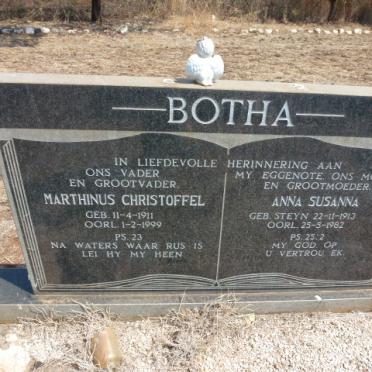 BOTHA
IN LIEFDEVOLLE HERINNERING AAN
ONS VADER
EN GROOTVADER.
MARTHINUS CHRISTOFFEL
GEB. 11-4-1911
OORL. 1-2-1999
PS. 23
NA WATERS WAAR RUS IS
LEI HY MY HEEN
MY EGGENOTE, ONS
EN GROOTMOEDER.
ANNA SUSANNA
GEB. STEYN 22-11-1913
OORL. 25-5-1982
PS. 25:2
MY GOD, OP
U VERTROU EK.